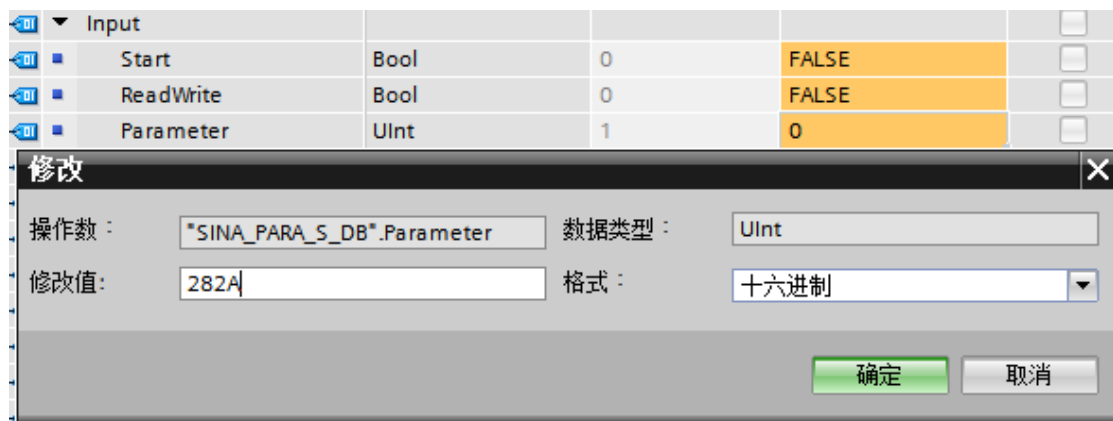 Input
Start Bool 0 FALSE
ReadWrite Bool 0 FALSE
Parameter UInt 1 0
修改
操作数： "SINA_PARA_S_DB".Parameter 数据类型： UInt
修改值: 282A 格式： 十六进制
确定 取消